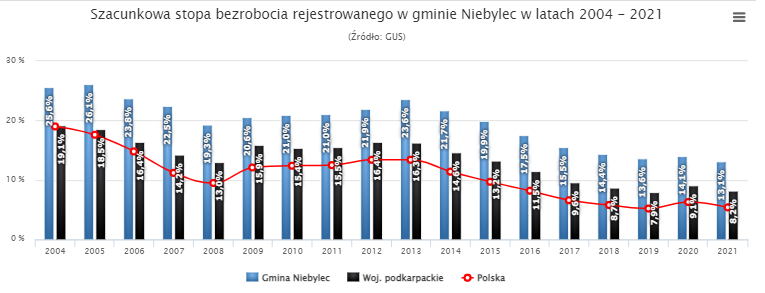 Szacunkowa stopa bezrobocia rejestrowanego w gminie Niebylec w latach 2004 - 2021
(Źródło: GUS)
30 %
20 %
10 %
0 %
25,6% 19,1% 26,1% 18,5% 23,8% 16,4% 22,5% 14,2% 19,3% 13,0% 20,6% 15,9% 21,0% 15,4% 21,0% 15,5% 21,9% 16,4% 23,6% 16,3% 21,7% 14,6% 19,9% 13,2% 17,5% 11,5% 15,5% 9,6% 14,4% 8,7% 13,6% 7,9% 14,1% 9,1% 13,1% 8,2%
2004 2005 2006 2007 2008 2009 2010 2011 2012 2013 2014 2015 2016 2017 2018 2019 2020 2021
Gmina Niebylec Woj. podkarpackie Polska